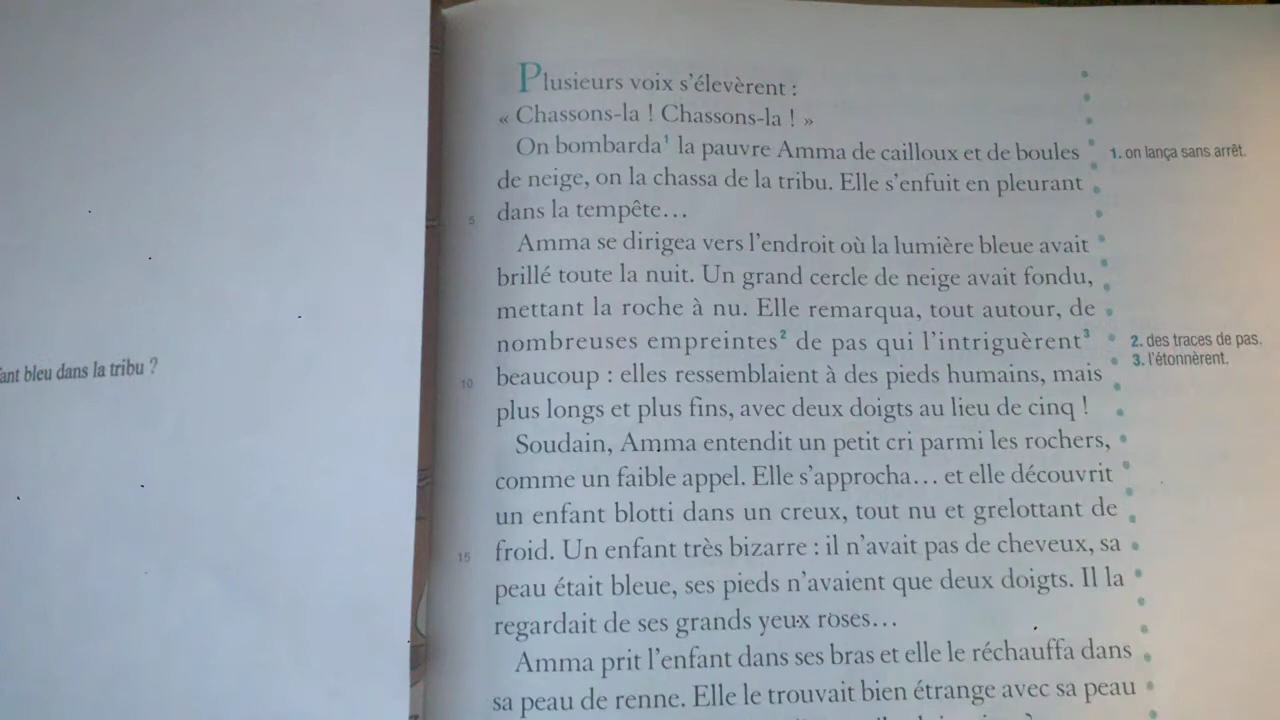 ant bleu dans la tribu ?
Plusieurs voix s'élevèrent :
« Chassons-la ! Chassons-la ! »
On bombarda¹ la pauvre Amma de cailloux et de boules
de neige, on la chassa de la tribu. Elle s'enfuit en pleurant
5 dans la tempête…
Amma se dirigea vers l'endroit où la lumière bleue avait
brillé toute la nuit. Un grand cercle de neige avait fondu,
mettant la roche à nu. Elle remarqua, tout autour, de
nombreuses empreintes² de pas qui l'intriguèrent³
10 beaucoup : elles ressemblaient à des pieds humains, mais
plus longs et plus fins, avec deux doigts au lieu de cinq !
Soudain, Amma entendit un petit cri parmi les rochers,
comme un faible appel. Elle s'approcha… et elle découvrit
un enfant blotti dans un creux, tout nu et grelottant de
15 froid. Un enfant très bizarre : il n'avait pas de cheveux, sa
peau était bleue, ses pieds n'avaient que deux doigts. Il la
regardait de ses grands yeux roses…
Amma prit l'enfant dans ses bras et elle le réchauffa dans
sa peau de renne. Elle le trouvait bien étrange avec sa peau
1. on lança sans arrêt.
2. des traces de pas.
3. l'étonnèrent.